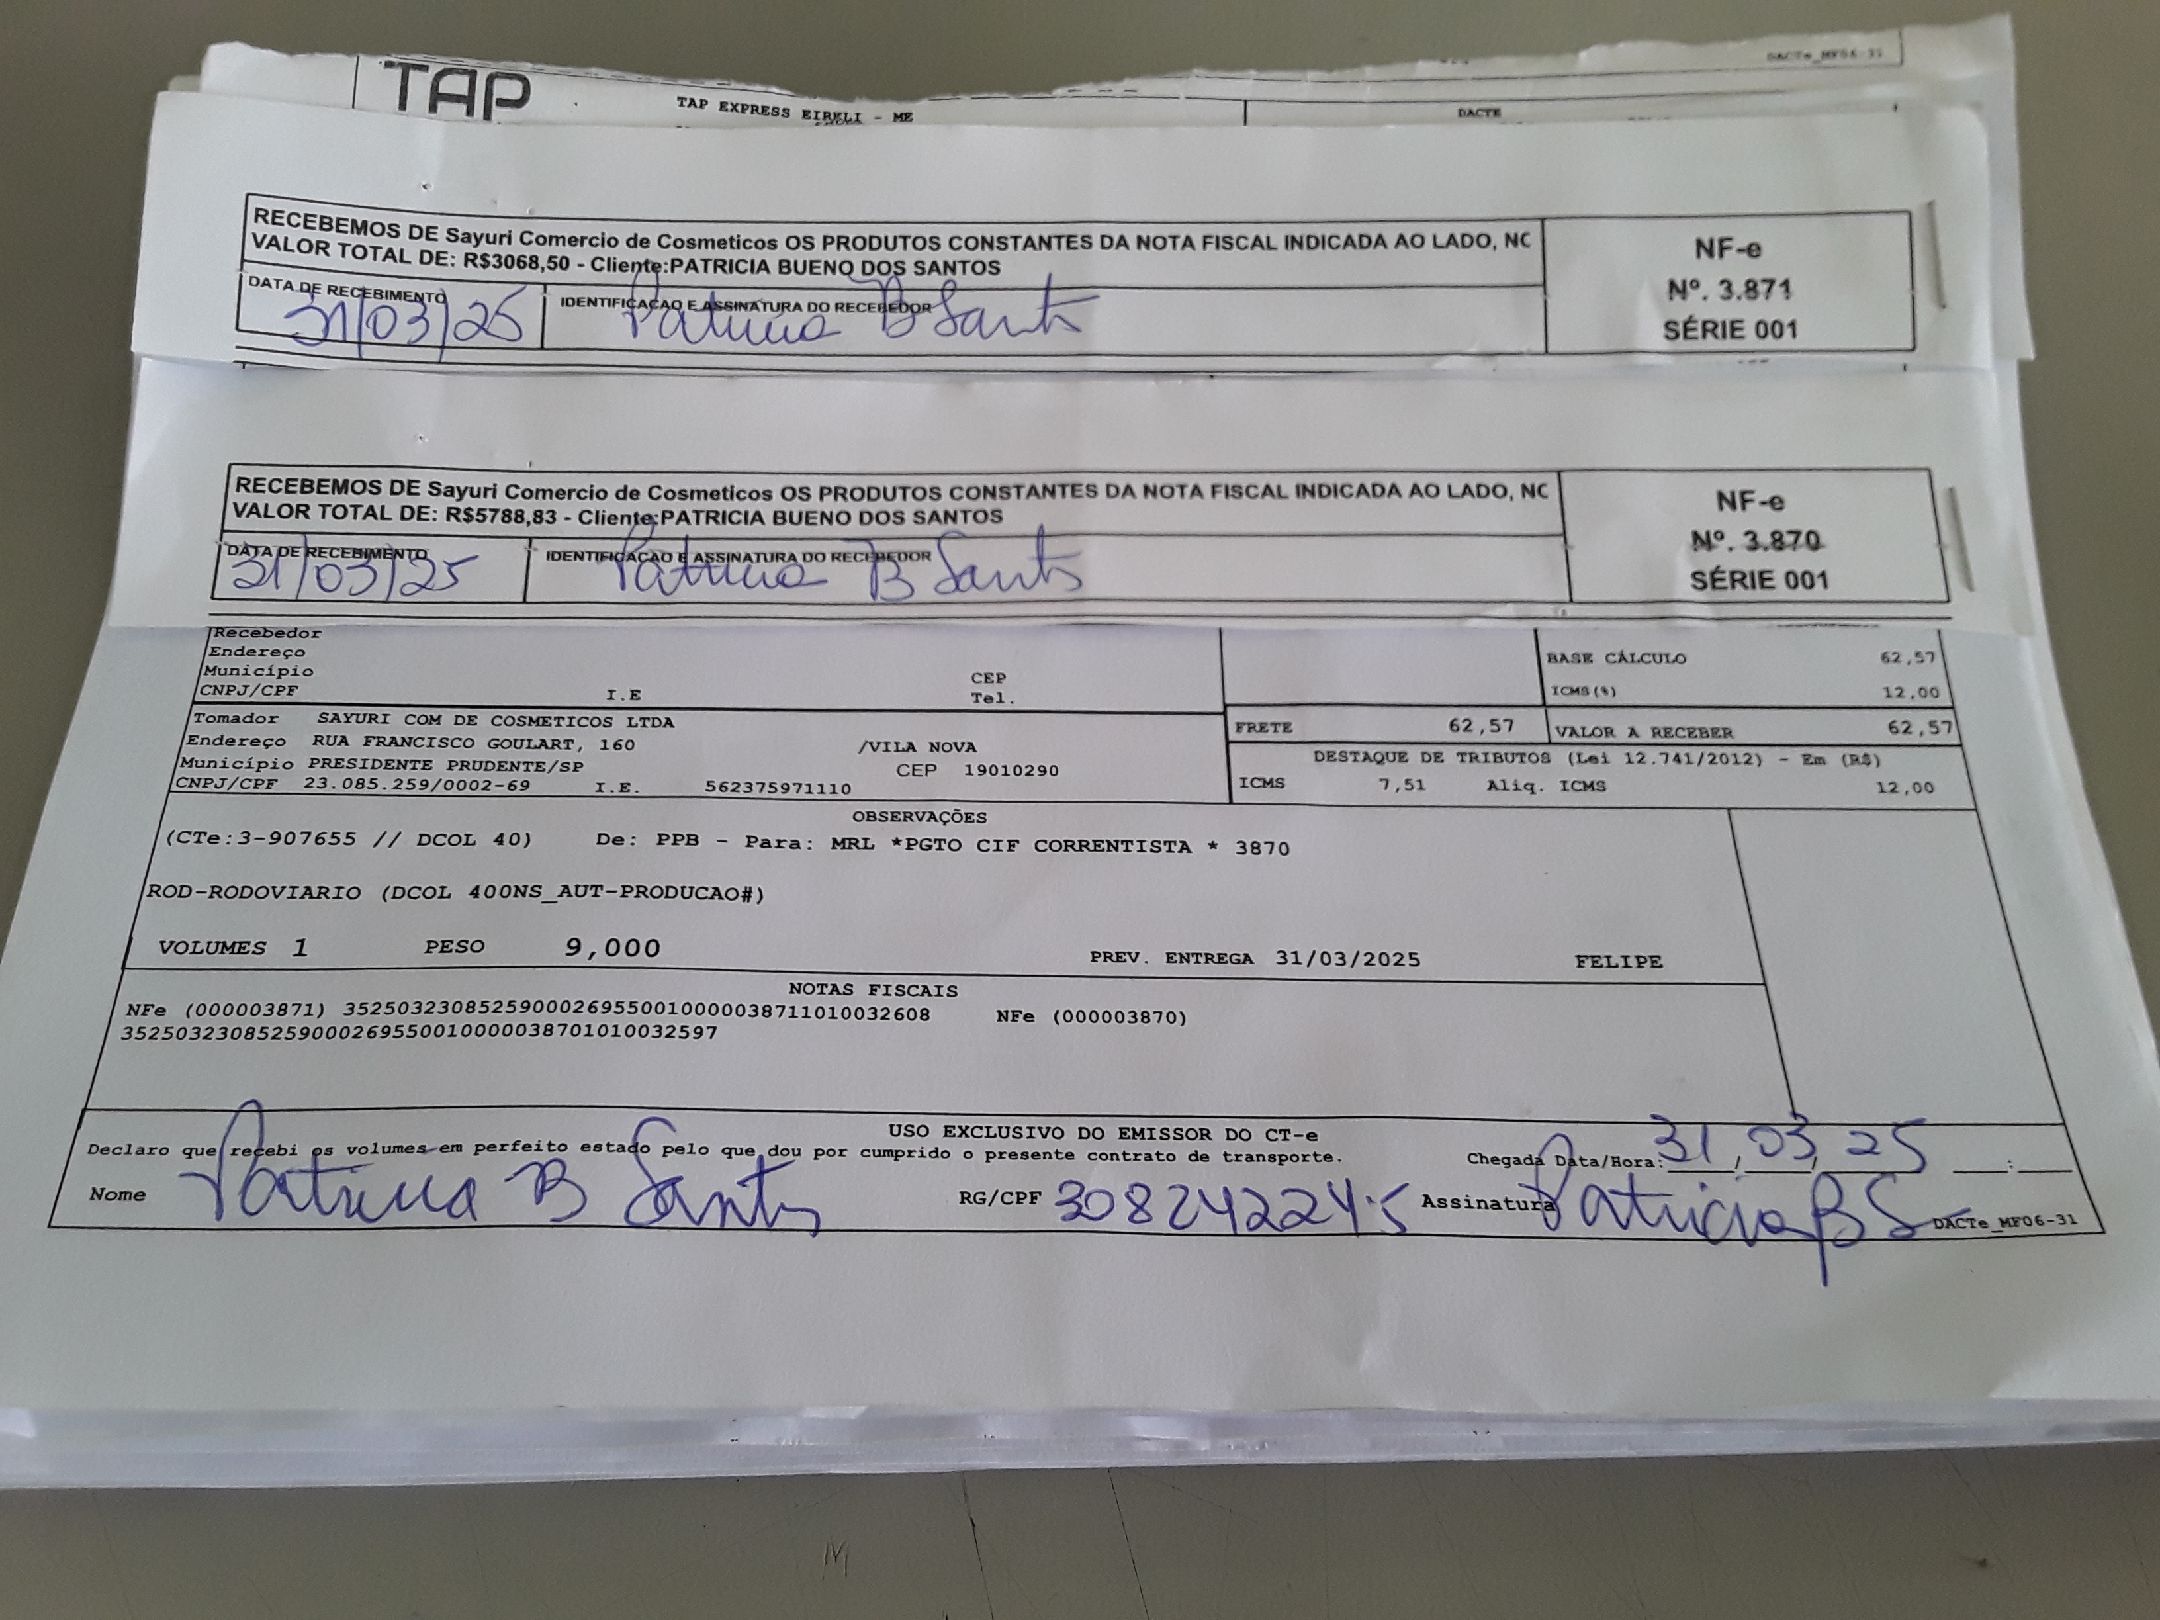 DACTe_MF06-31
TAP
TAP EXPRESS EIRELI - ME
DACTE
RECEBEMOS DE Sayuri Comercio de Cosmeticos OS PRODUTOS CONSTANTES DA NOTA FISCAL INDICADA AO LADO, NO
VALOR TOTAL DE: R$3068,50 - Cliente:PATRICIA BUENO DOS SANTOS
NF-e
Nº. 3.871
SÉRIE 001
DATA DE RECEBIMENTO
31/03/25
IDENTIFICAÇAO E ASSINATURA DO RECEBEDOR
Patricia B Santos
RECEBEMOS DE Sayuri Comercio de Cosmeticos OS PRODUTOS CONSTANTES DA NOTA FISCAL INDICADA AO LADO, NO
VALOR TOTAL DE: R$5788,83 - Cliente:PATRICIA BUENO DOS SANTOS
NF-e
Nº. 3.870
SÉRIE 001
DATA DE RECEBIMENTO
31/03/25
IDENTIFICAÇAO E ASSINATURA DO RECEBEDOR
Patricia B Santos
Recebedor
Endereço
Município CEP
CNPJ/CPF I.E Tel.
BASE CÁLCULO 62,57
ICMS(%) 12,00
Tomador SAYURI COM DE COSMETICOS LTDA
Endereço RUA FRANCISCO GOULART, 160 /VILA NOVA
Município PRESIDENTE PRUDENTE/SP CEP 19010290
CNPJ/CPF 23.085.259/0002-69 I.E. 562375971110
FRETE 62,57 VALOR A RECEBER 62,57
DESTAQUE DE TRIBUTOS (Lei 12.741/2012) - Em (R$)
ICMS 7,51 Aliq. ICMS 12,00
OBSERVAÇÕES
(CTe:3-907655 // DCOL 40) De: PPB - Para: MRL *PGTO CIF CORRENTISTA * 3870
ROD-RODOVIARIO (DCOL 400NS_AUT-PRODUCAO#)
VOLUMES 1 PESO 9,000 PREV. ENTREGA 31/03/2025 FELIPE
NOTAS FISCAIS
NFe (000003871) 35250323085259000269550010000038711010032608 NFe (000003870)
35250323085259000269550010000038701010032597
USO EXCLUSIVO DO EMISSOR DO CT-e
Declaro que recebi os volumes em perfeito estado pelo que dou por cumprido o presente contrato de transporte. Chegada Data/Hora: 31/03/25 __:__
Nome Patricia B Santos RG/CPF 30824224-5 Assinatura Patricia B S
DACTe_MF06-31